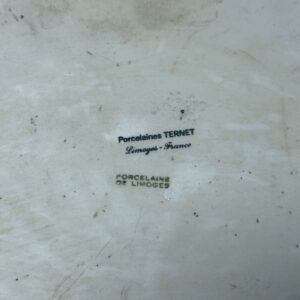 Porcelaines TERNET
Limoges - France
PORCELAINE
DE LIMOGES